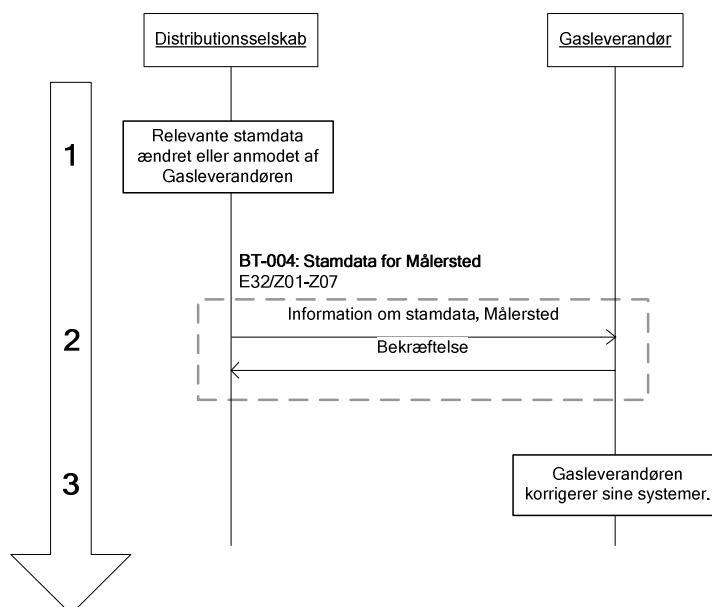 Distributionsselskab
Gasleverandør
1
Relevante stamdata
ændret eller anmodet af
Gasleverandøren
BT-004: Stamdata for Målersted
E32/Z01-Z07
2
Information om stamdata, Målersted
Bekræftelse
3
Gasleverandøren
korrigerer sine systemer.